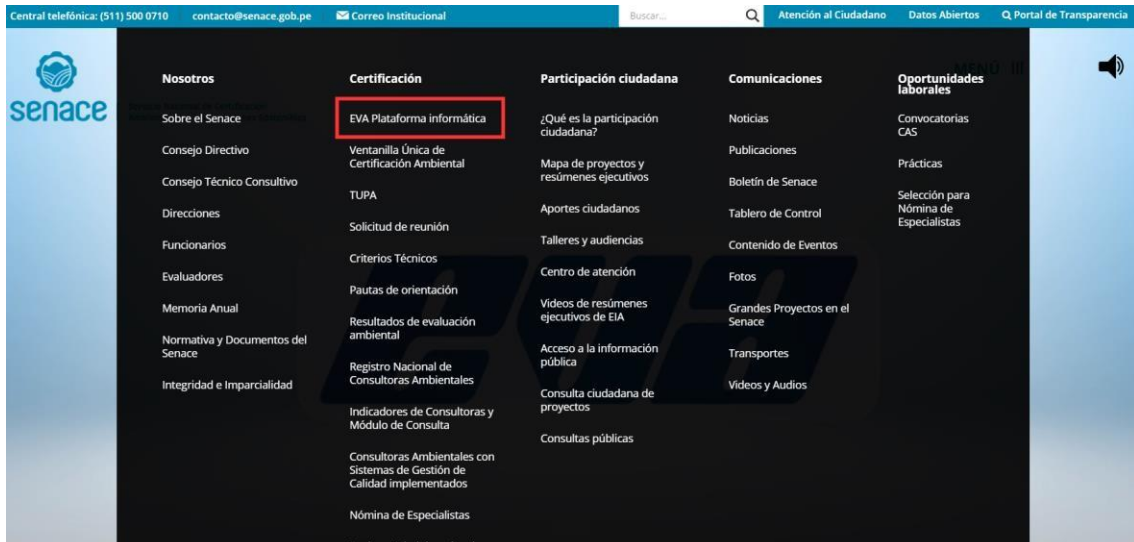 Central telefónica: (511) 500 0710 contacto@senace.gob.pe Correo Institucional Buscar... Atención al Ciudadano Datos Abiertos Portal de Transparencia
MENÚ
senace
Nosotros
Sobre el Senace
Consejo Directivo
Consejo Técnico Consultivo
Direcciones
Funcionarios
Evaluadores
Memoria Anual
Normativa y Documentos del
Senace
Integridad e Imparcialidad
Certificación
EVA Plataforma informática
Ventanilla Única de
Certificación Ambiental
TUPA
Solicitud de reunión
Criterios Técnicos
Pautas de orientación
Resultados de evaluación
ambiental
Registro Nacional de
Consultoras Ambientales
Indicadores de Consultoras y
Módulo de Consulta
Consultoras Ambientales con
Sistemas de Gestión de
Calidad implementados
Nómina de Especialistas
Participación ciudadana
¿Qué es la participación
ciudadana?
Mapa de proyectos y
resúmenes ejecutivos
Aportes ciudadanos
Talleres y audiencias
Centro de atención
Videos de resúmenes
ejecutivos de EIA
Acceso a la información
pública
Consulta ciudadana de
proyectos
Consultas públicas
Comunicaciones
Noticias
Publicaciones
Boletín de Senace
Tablero de Control
Contenido de Eventos
Fotos
Grandes Proyectos en el
Senace
Transportes
Videos y Audios
Oportunidades
laborales
Convocatorias
CAS
Prácticas
Selección para
Nómina de
Especialistas
eva